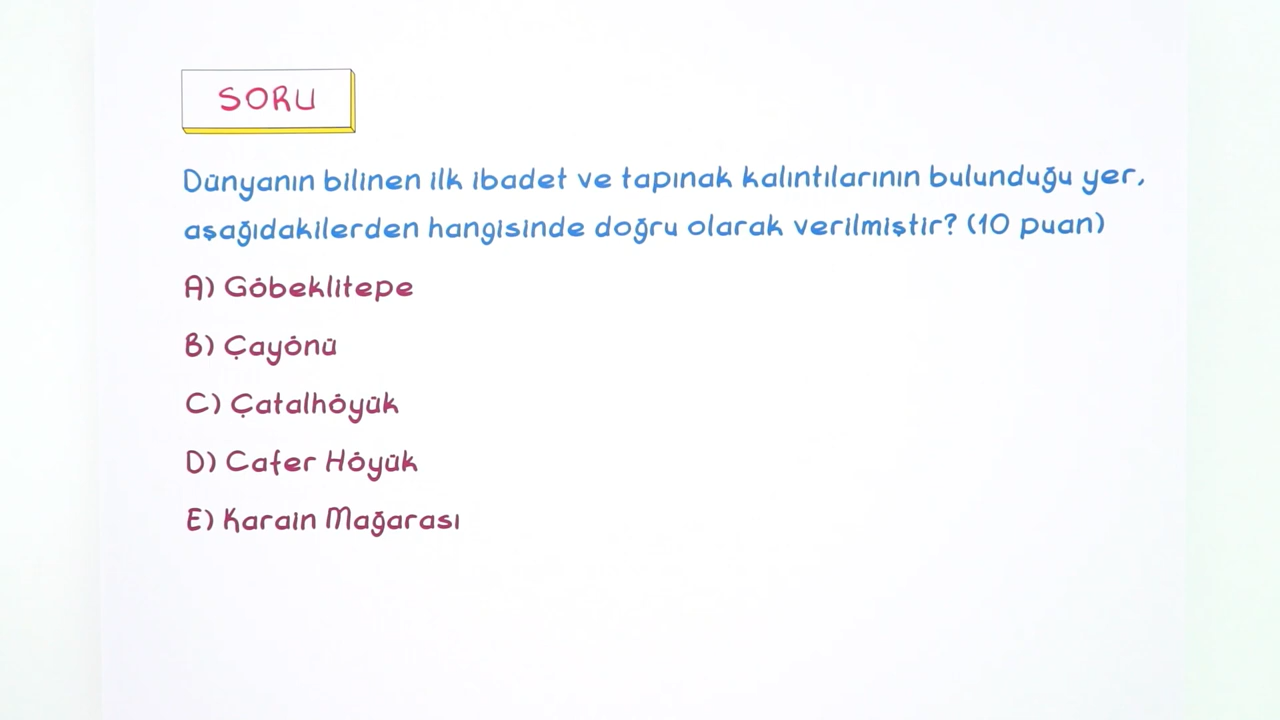 SORU
Dünyanın bilinen ilk ibadet ve tapınak kalıntılarının bulunduğu yer,
aşağıdakilerden hangisinde doğru olarak verilmiştir? (10 puan)
A) Göbeklitepe
B) Çayönü
C) Çatalhöyük
D) Cafer Höyük
E) Karain Mağarası